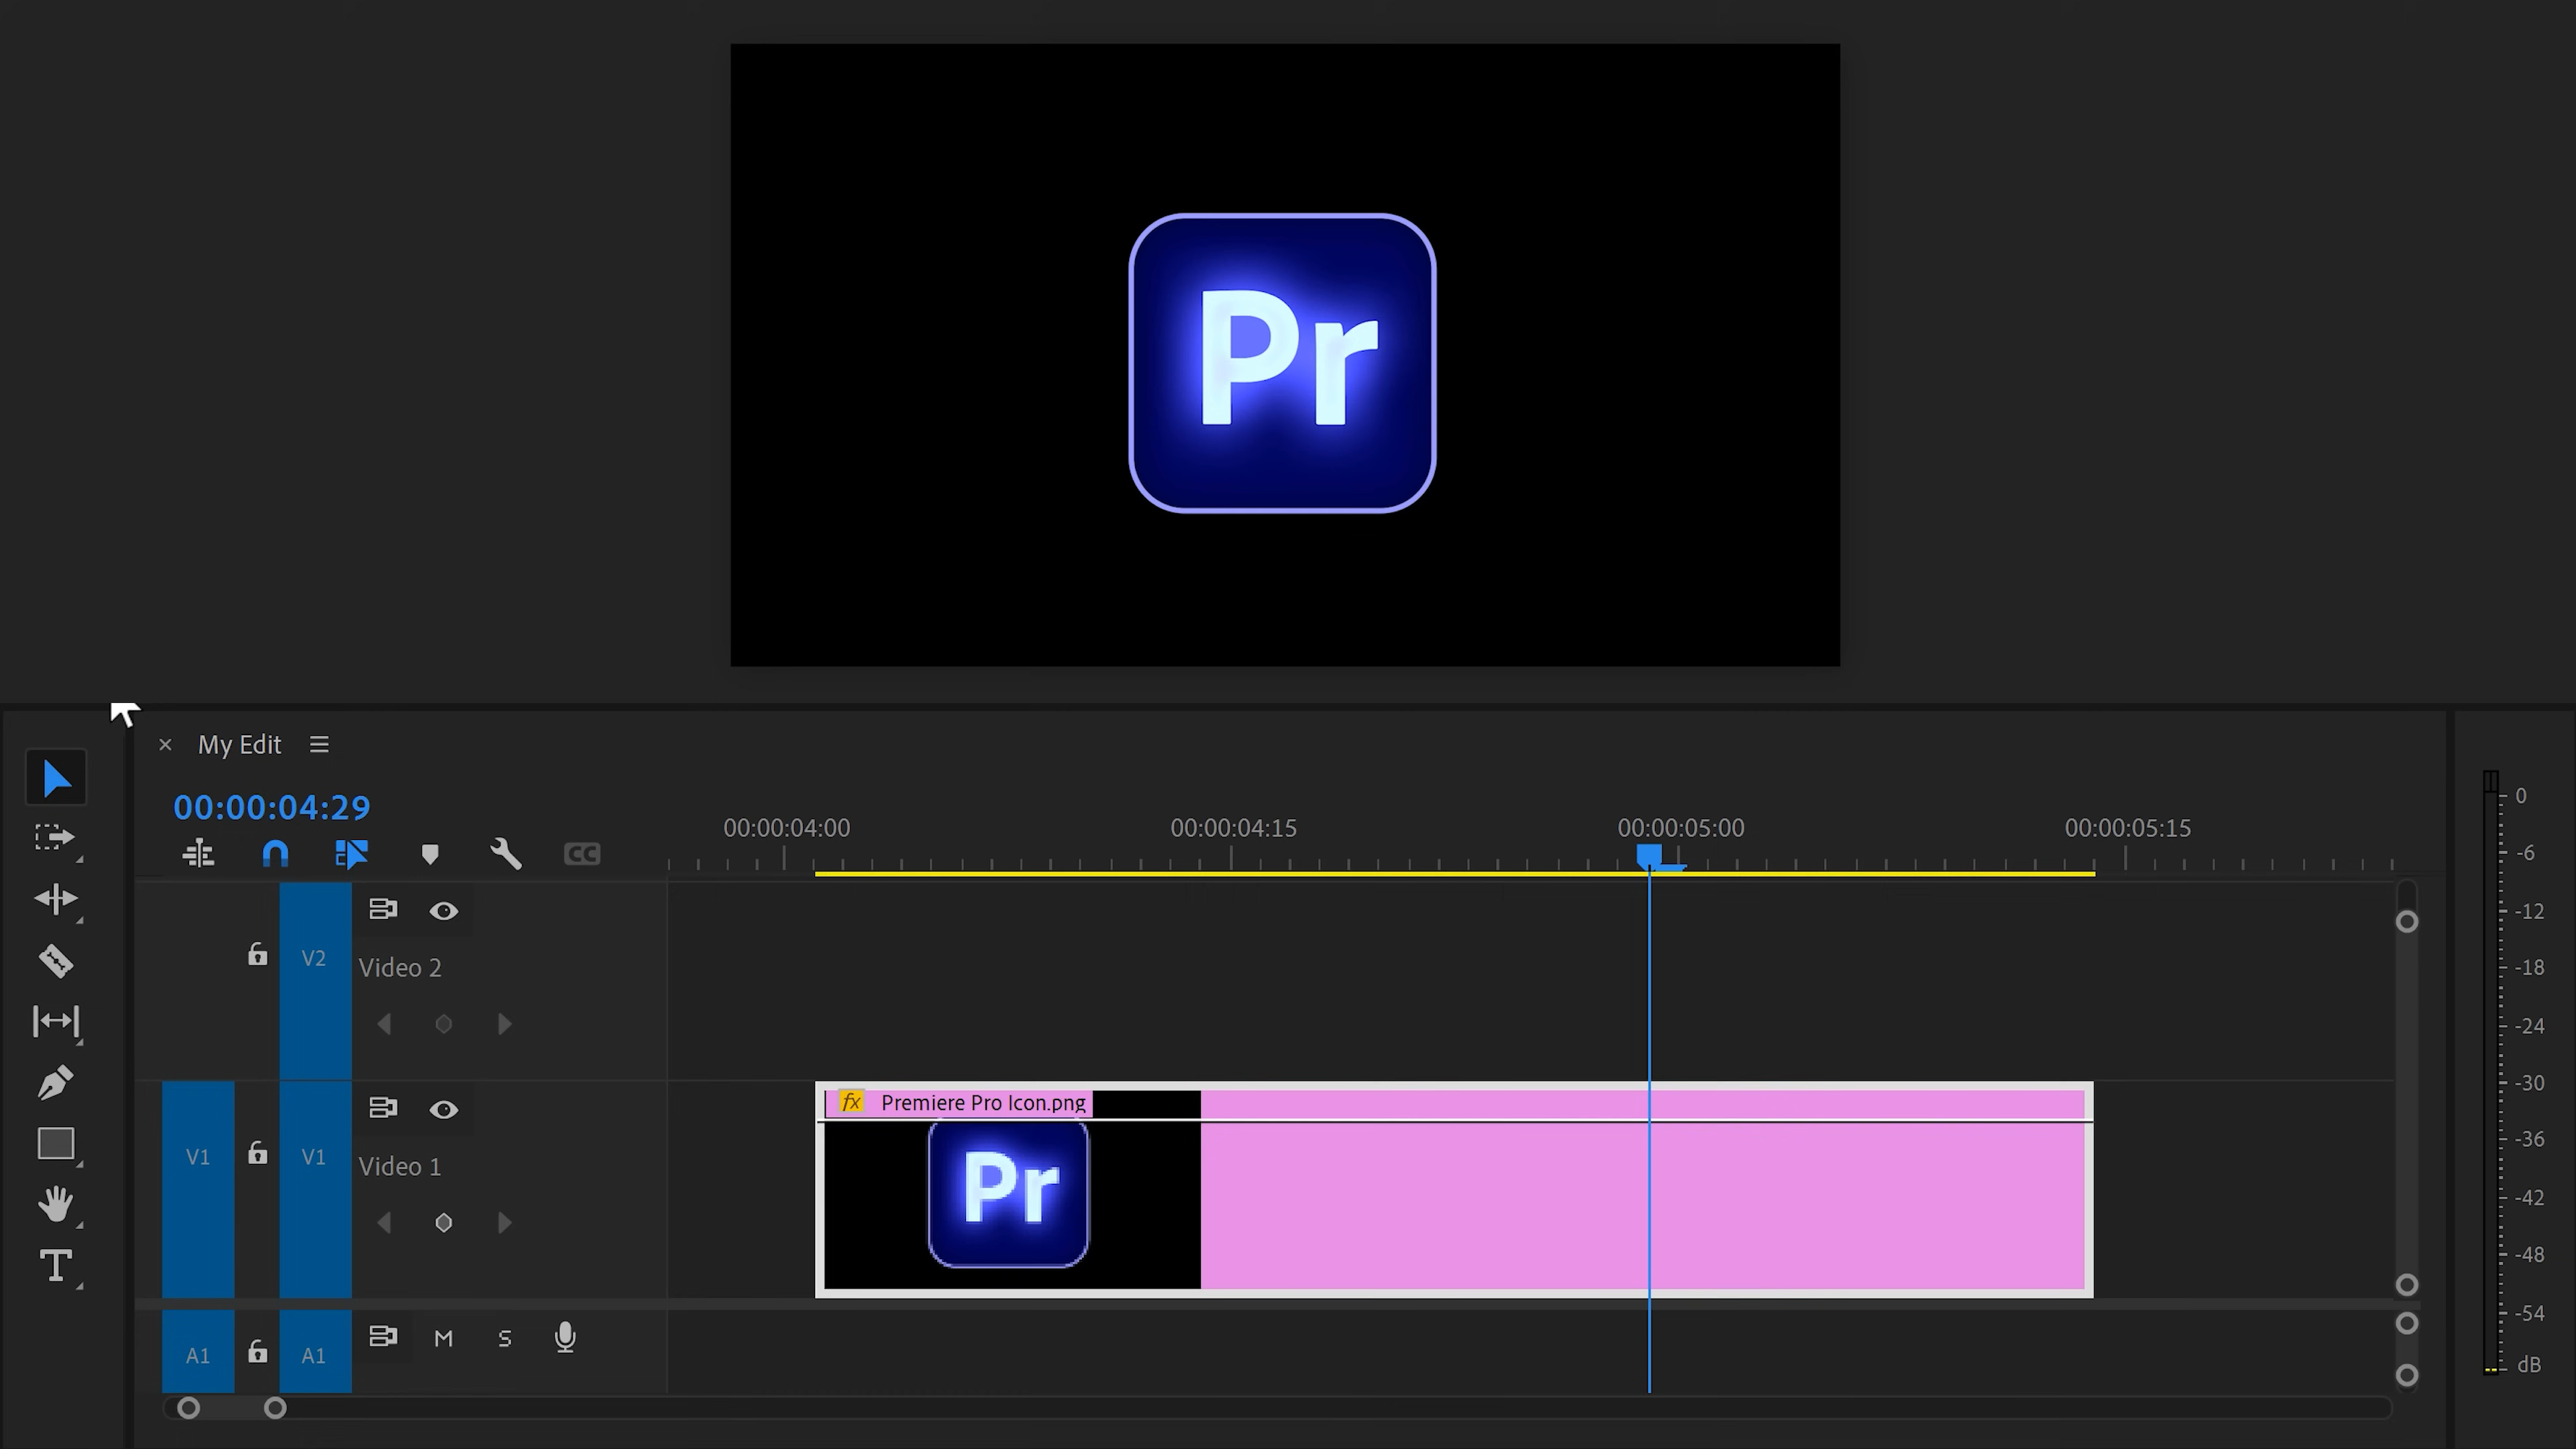 Pr
My Edit
00:00:04:29
00:00:04:00 00:00:04:15 00:00:05:00 00:00:05:15
CC
V2
Video 2
fx Premiere Pro Icon.png
Pr
V1 V1
Video 1
A1 A1 M S
T
0
-6
-12
-18
-24
-30
-36
-42
-48
-54
dB